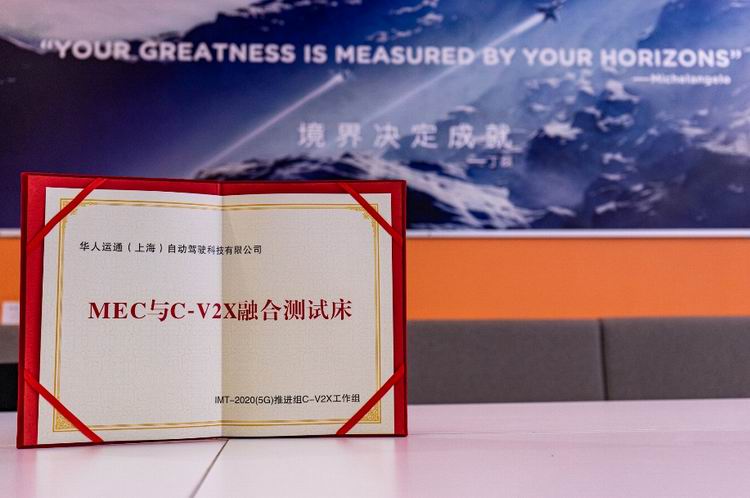 “YOUR GREATNESS IS MEASURED BY YOUR HORIZONS”
——Michelangelo
境界决定成就
——丁磊
华人运通（上海）自动驾驶科技有限公司
MEC与C-V2X融合测试床
IMT-2020(5G)推进组C-V2X工作组